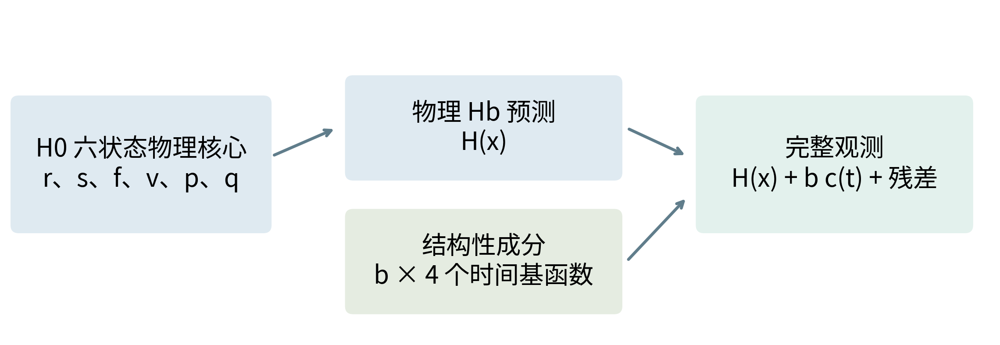 H0 六状态物理核心
r、s、f、v、p、q
物理 Hb 预测
H(x)
结构性成分
b × 4 个时间基函数
完整观测
H(x) + b c(t) + 残差